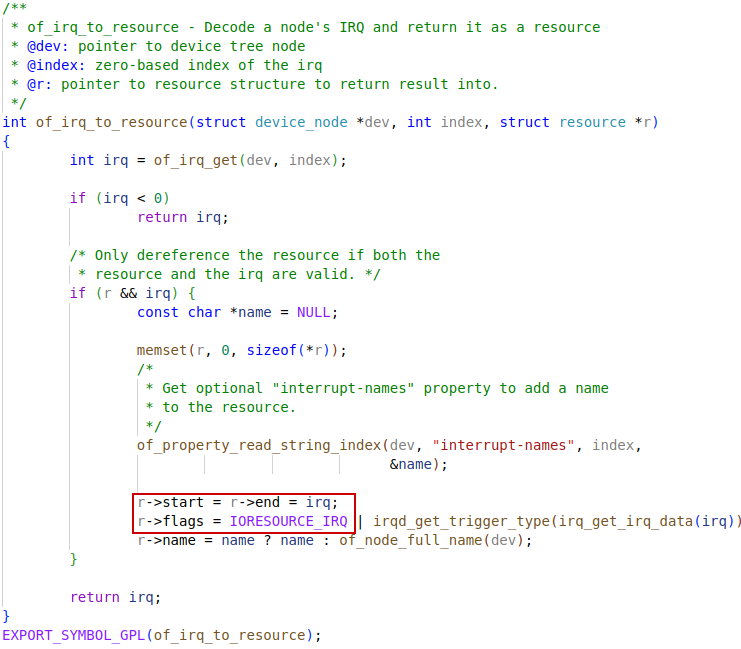 /**
 * of_irq_to_resource - Decode a node's IRQ and return it as a resource
 * @dev: pointer to device tree node
 * @index: zero-based index of the irq
 * @r: pointer to resource structure to return result into.
 */
int of_irq_to_resource(struct device_node *dev, int index, struct resource *r)
{
        int irq = of_irq_get(dev, index);

        if (irq < 0)
                return irq;

        /* Only dereference the resource if both the
         * resource and the irq are valid. */
        if (r && irq) {
                const char *name = NULL;

                memset(r, 0, sizeof(*r));
                /*
                 * Get optional "interrupt-names" property to add a name
                 * to the resource.
                 */
                of_property_read_string_index(dev, "interrupt-names", index,
                                              &name);

                r->start = r->end = irq;
                r->flags = IORESOURCE_IRQ | irqd_get_trigger_type(irq_get_irq_data(irq))
                r->name = name ? name : of_node_full_name(dev);
        }

        return irq;
}
EXPORT_SYMBOL_GPL(of_irq_to_resource);